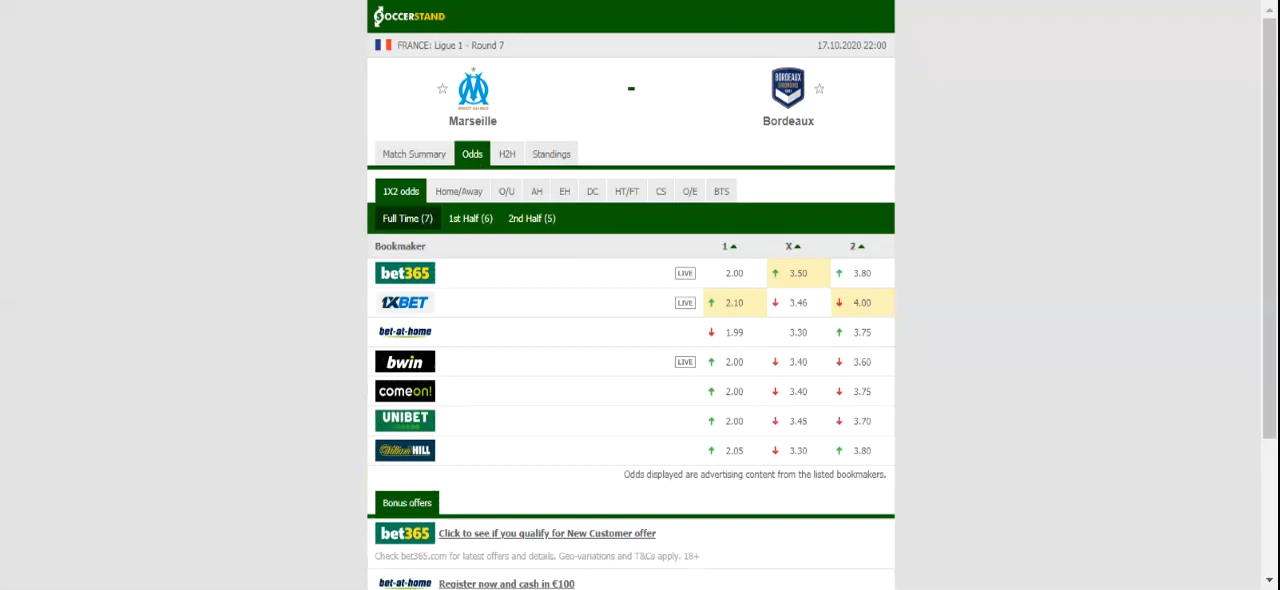 SOCCERSTAND
FRANCE: Ligue 1 - Round 7 17.10.2020 22:00
BORDEAUX
-
Marseille Bordeaux
Match Summary Odds H2H Standings
1X2 odds Home/Away O/U AH EH DC HT/FT CS O/E BTS
Full Time (7) 1st Half (6) 2nd Half (5)
Bookmaker 1 X 2
bet365 LIVE 2.00 3.50 3.80
1XBET LIVE 2.10 3.46 4.00
bet-at-home 1.99 3.30 3.75
bwin LIVE 2.00 3.40 3.60
comeon! 2.00 3.40 3.75
UNIBET 2.00 3.45 3.70
William HILL 2.05 3.30 3.80
Odds displayed are advertising content from the listed bookmakers.
Bonus offers
bet365 Click to see if you qualify for New Customer offer
Check bet365.com for latest offers and details. Geo-variations and T&Cs apply. 18+
bet-at-home Register now and cash in €100